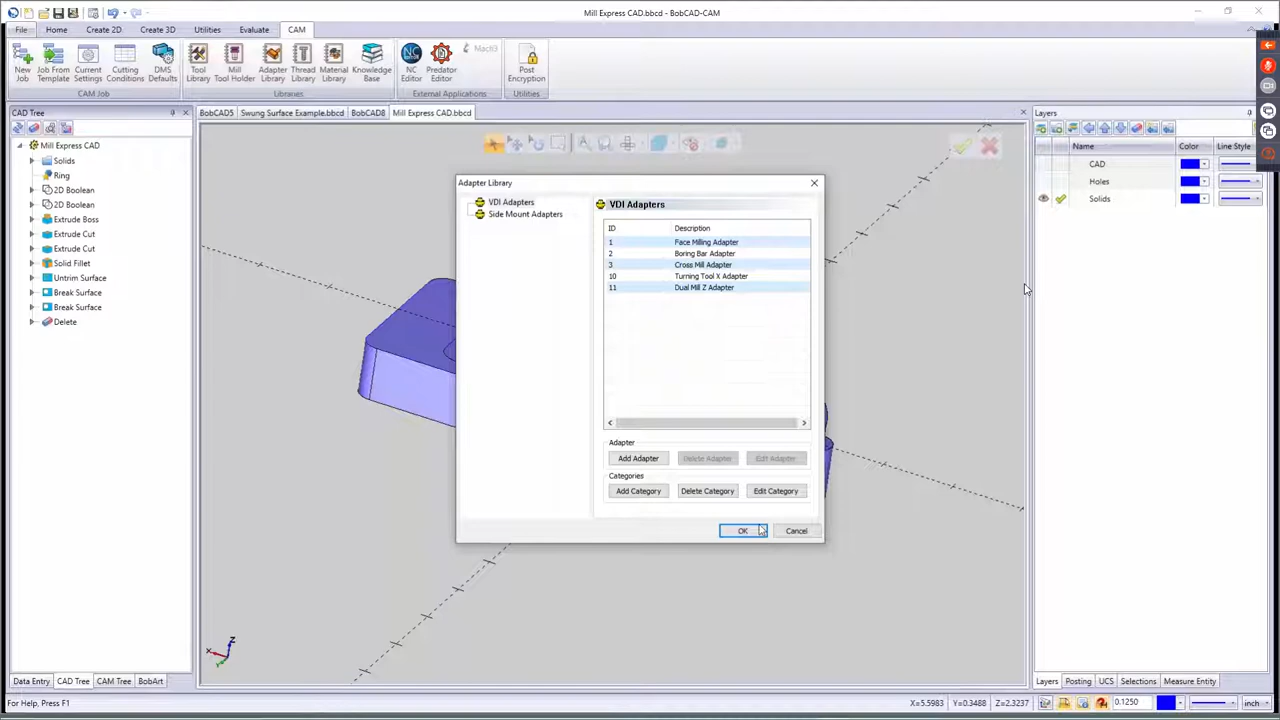 Mill Express CAD.bbcd - BobCAD-CAM
File Home Create 2D Create 3D Utilities Evaluate CAM
New Job
Job From Template
Current Settings
Cutting Conditions
DMS Defaults
Tool Library
Mill Tool Holder
Adapter Library
Thread Library
Material Library
Knowledge Base
NC Editor
Predator Editor
Mach3
Post Encryption
CAM Job Libraries External Applications Utilities
CAD Tree
BobCAD5 Swung Surface Example.bbcd BobCAD8 Mill Express CAD.bbcd
Layers
Mill Express CAD
Solids
Ring
2D Boolean
2D Boolean
Extrude Boss
Extrude Cut
Extrude Cut
Solid Fillet
Untrim Surface
Break Surface
Break Surface
Delete
Adapter Library
VDI Adapters
Side Mount Adapters
VDI Adapters
ID Description
1 Face Milling Adapter
2 Boring Bar Adapter
3 Cross Mill Adapter
10 Turning Tool X Adapter
11 Dual Mill Z Adapter
Adapter
Add Adapter Delete Adapter Edit Adapter
Categories
Add Category Delete Category Edit Category
OK Cancel
Name Color Line Style
CAD
Holes
Solids
Z
X
Y
Data Entry CAD Tree CAM Tree BobArt
Layers Posting UCS Selections Measure Entity
For Help, Press F1
X=5.5983 Y=0.3488 Z=2.3237 0.1250 inch